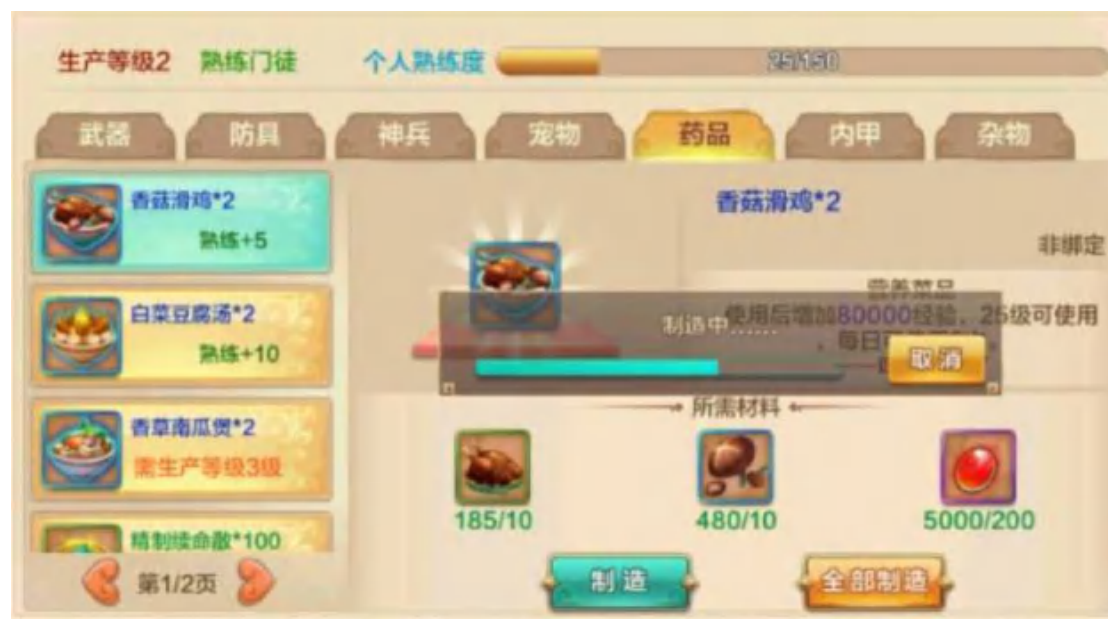 生产等级2 熟练门徒 个人熟练度 25/150
武器 防具 神兵 宠物 药品 内甲 杂物
香菇滑鸡*2
熟练+5
白菜豆腐汤*2
熟练+10
香草南瓜煲*2
需生产等级3级
精制续命散*100
第1/2页
香菇滑鸡*2
非绑定
营养菜品
使用后增加80000经验，25级可使用
，每日
制造中......
取消
所需材料
185/10 480/10 5000/200
制造 全部制造